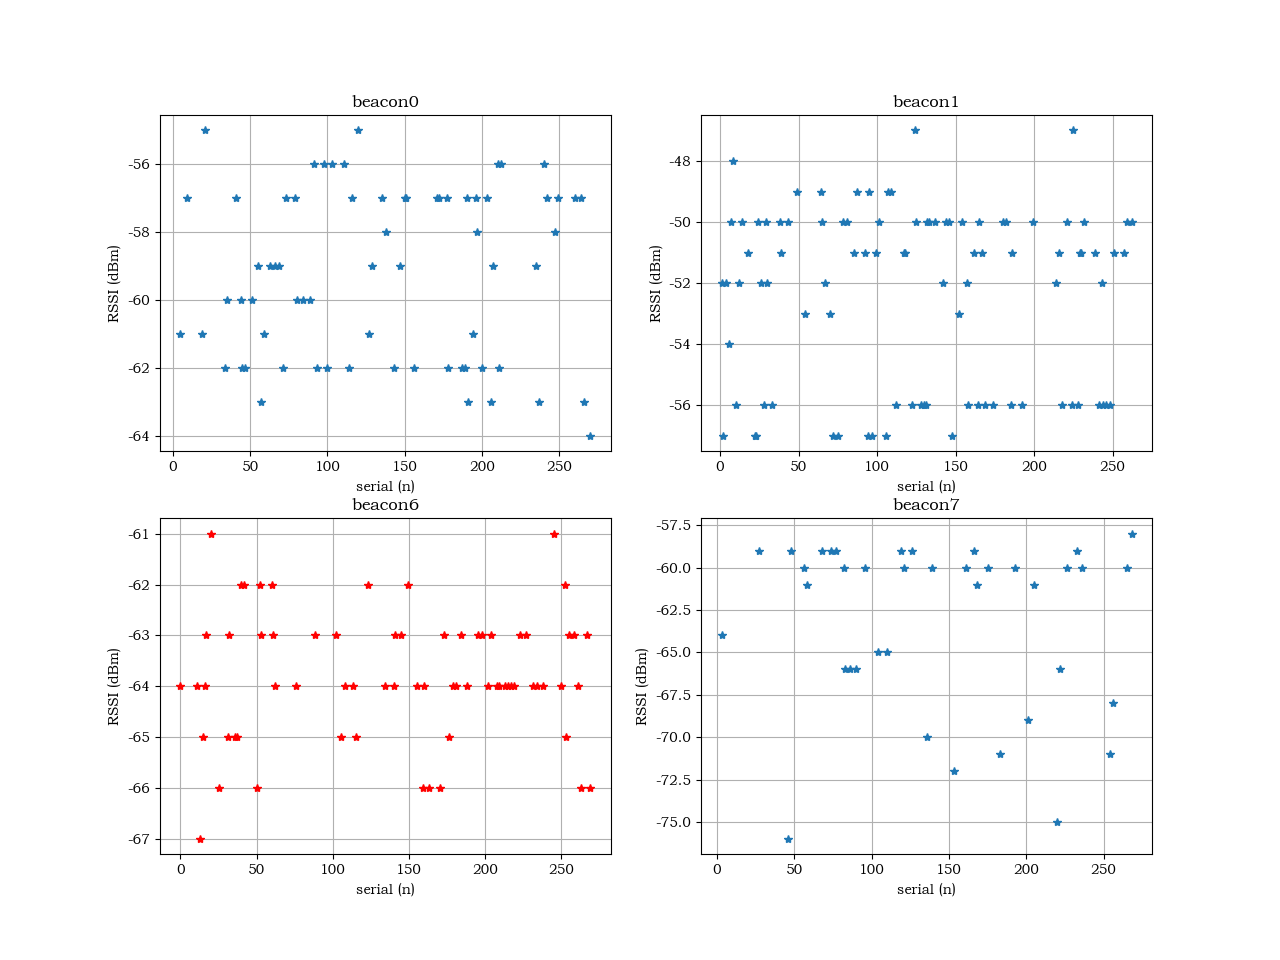 beacon0
-56
-58
-60
-62
-64
RSSI (dBm)
0 50 100 150 200 250
serial (n)
beacon1
-48
-50
-52
-54
-56
RSSI (dBm)
0 50 100 150 200 250
serial (n)
beacon6
-61
-62
-63
-64
-65
-66
-67
RSSI (dBm)
0 50 100 150 200 250
serial (n)
beacon7
-57.5
-60.0
-62.5
-65.0
-67.5
-70.0
-72.5
-75.0
RSSI (dBm)
0 50 100 150 200 250
serial (n)